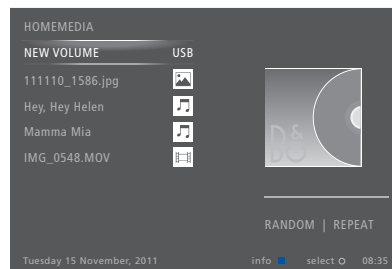 HOMEMEDIA
NEW VOLUME USB
111110_1586.jpg
Hey, Hey Helen
Mamma Mia
IMG_0548.MOV
B&O
RANDOM | REPEAT
Tuesday 15 November, 2011 info select 08:35